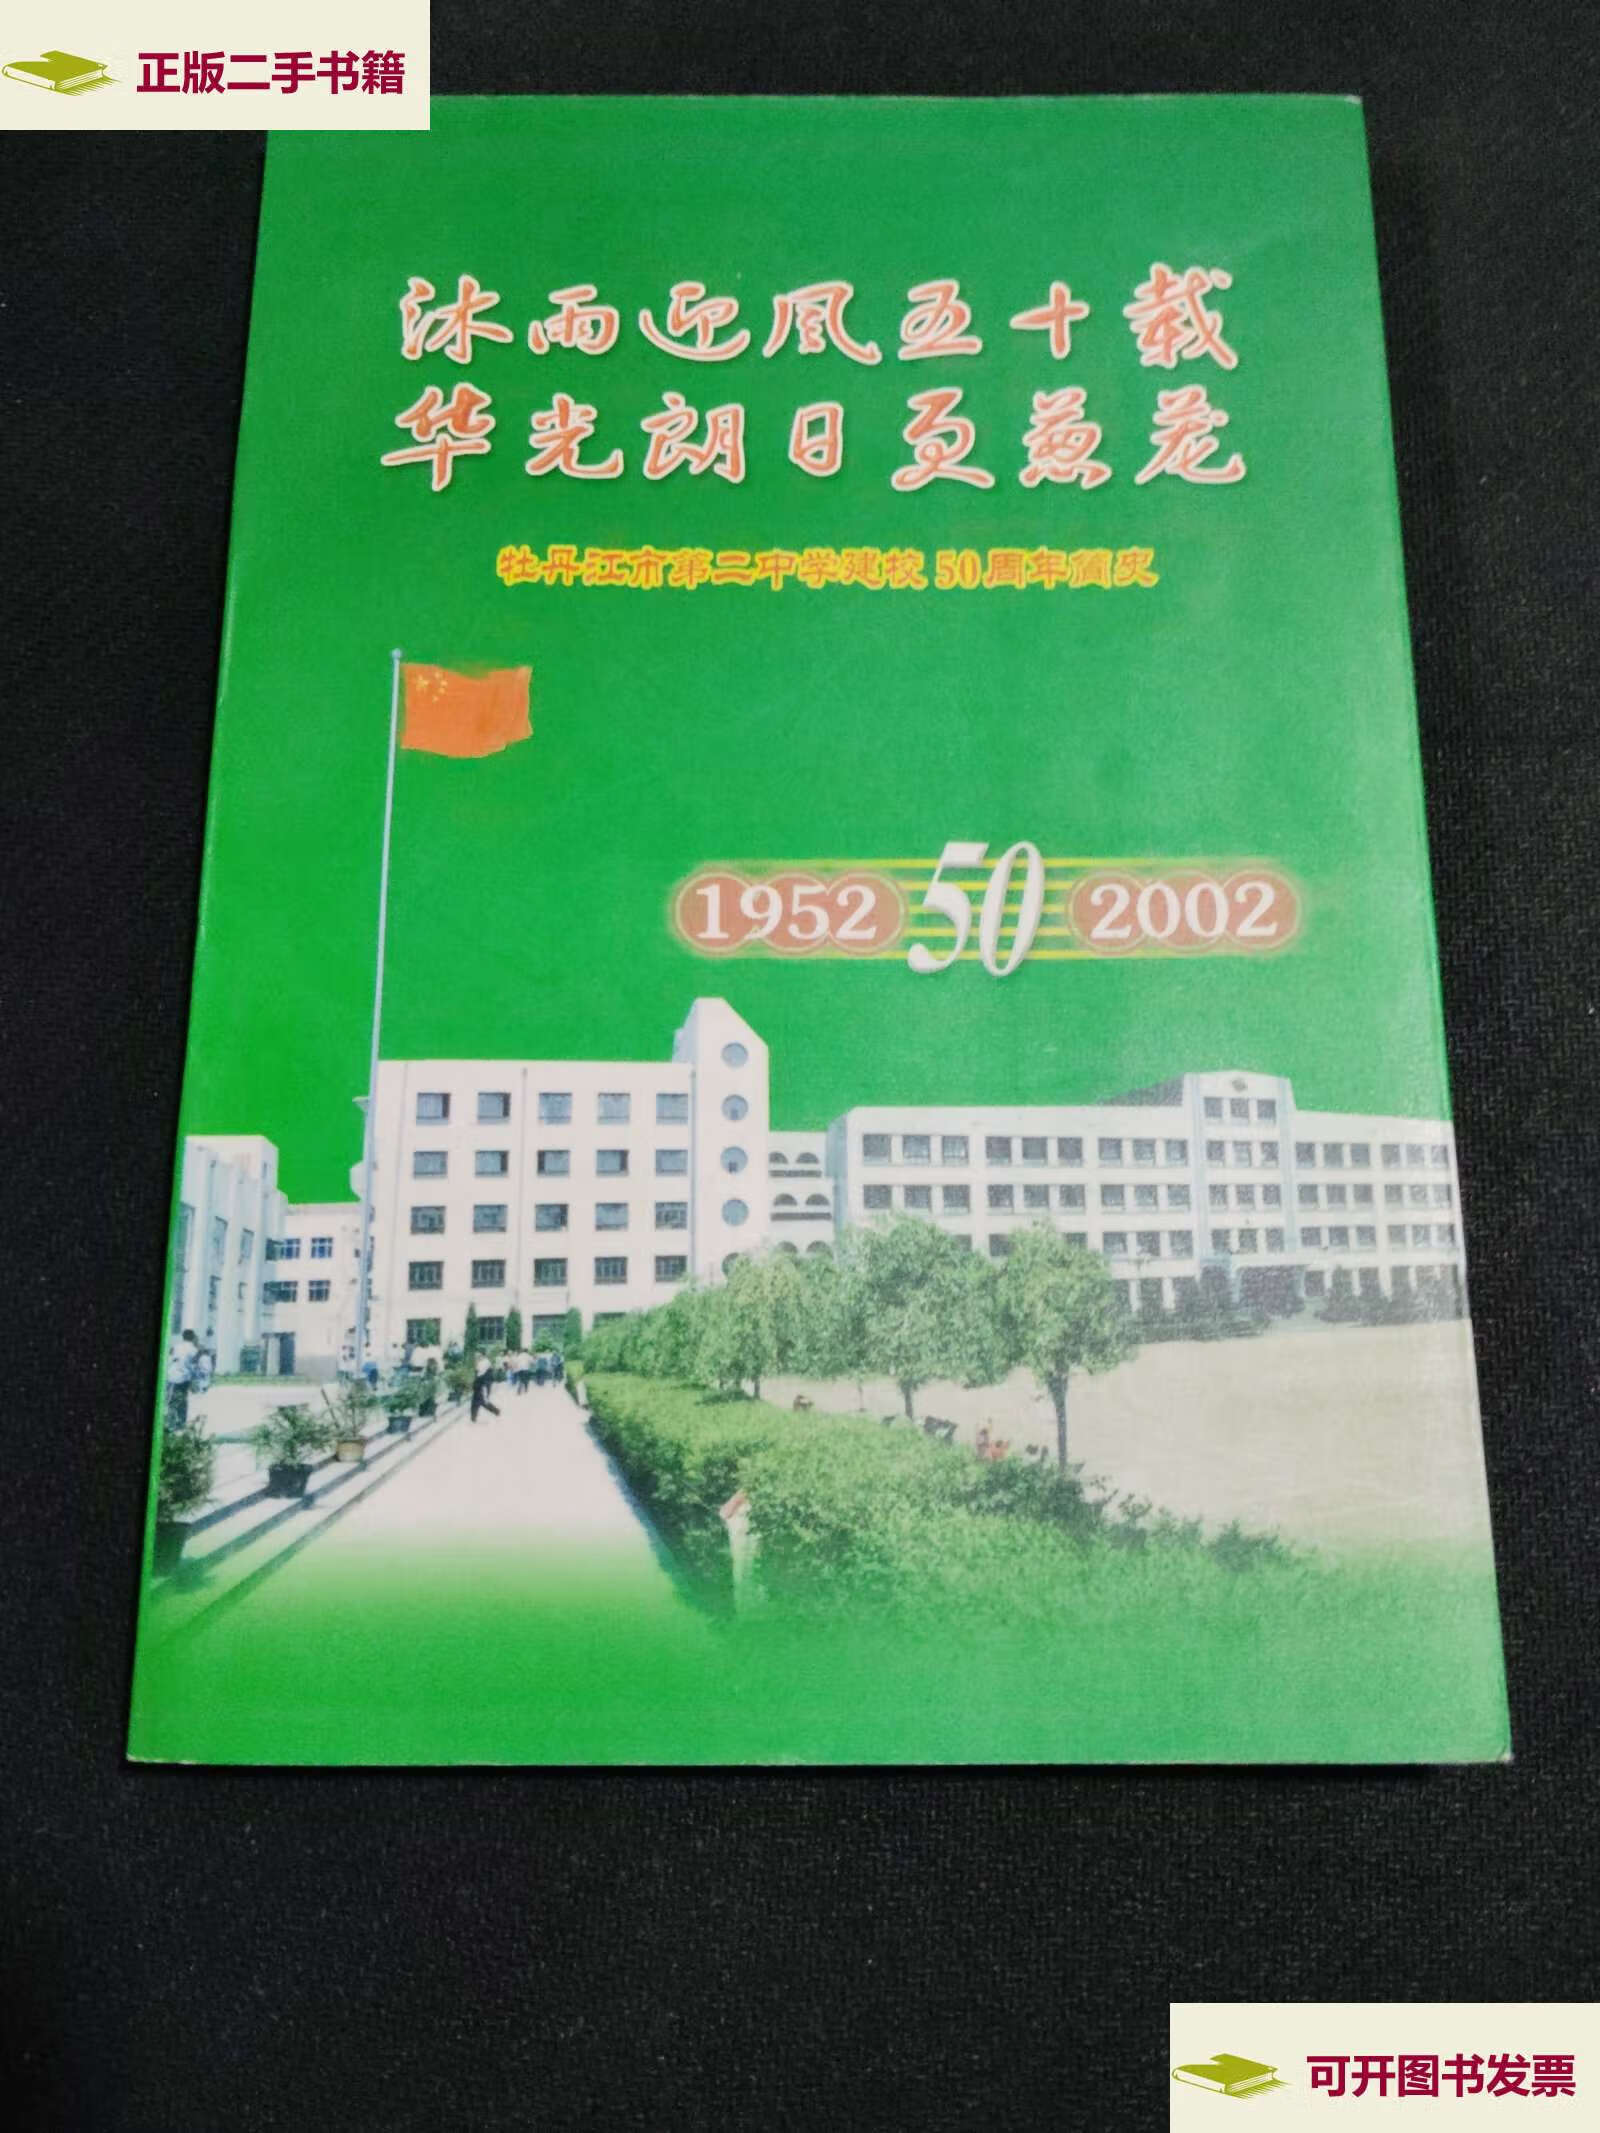 正版二手书籍
沐雨迎风五十载
华光朗日更葱茏
牡丹江市第二中学建校50周年简史
1952 50 2002
可开图书发票